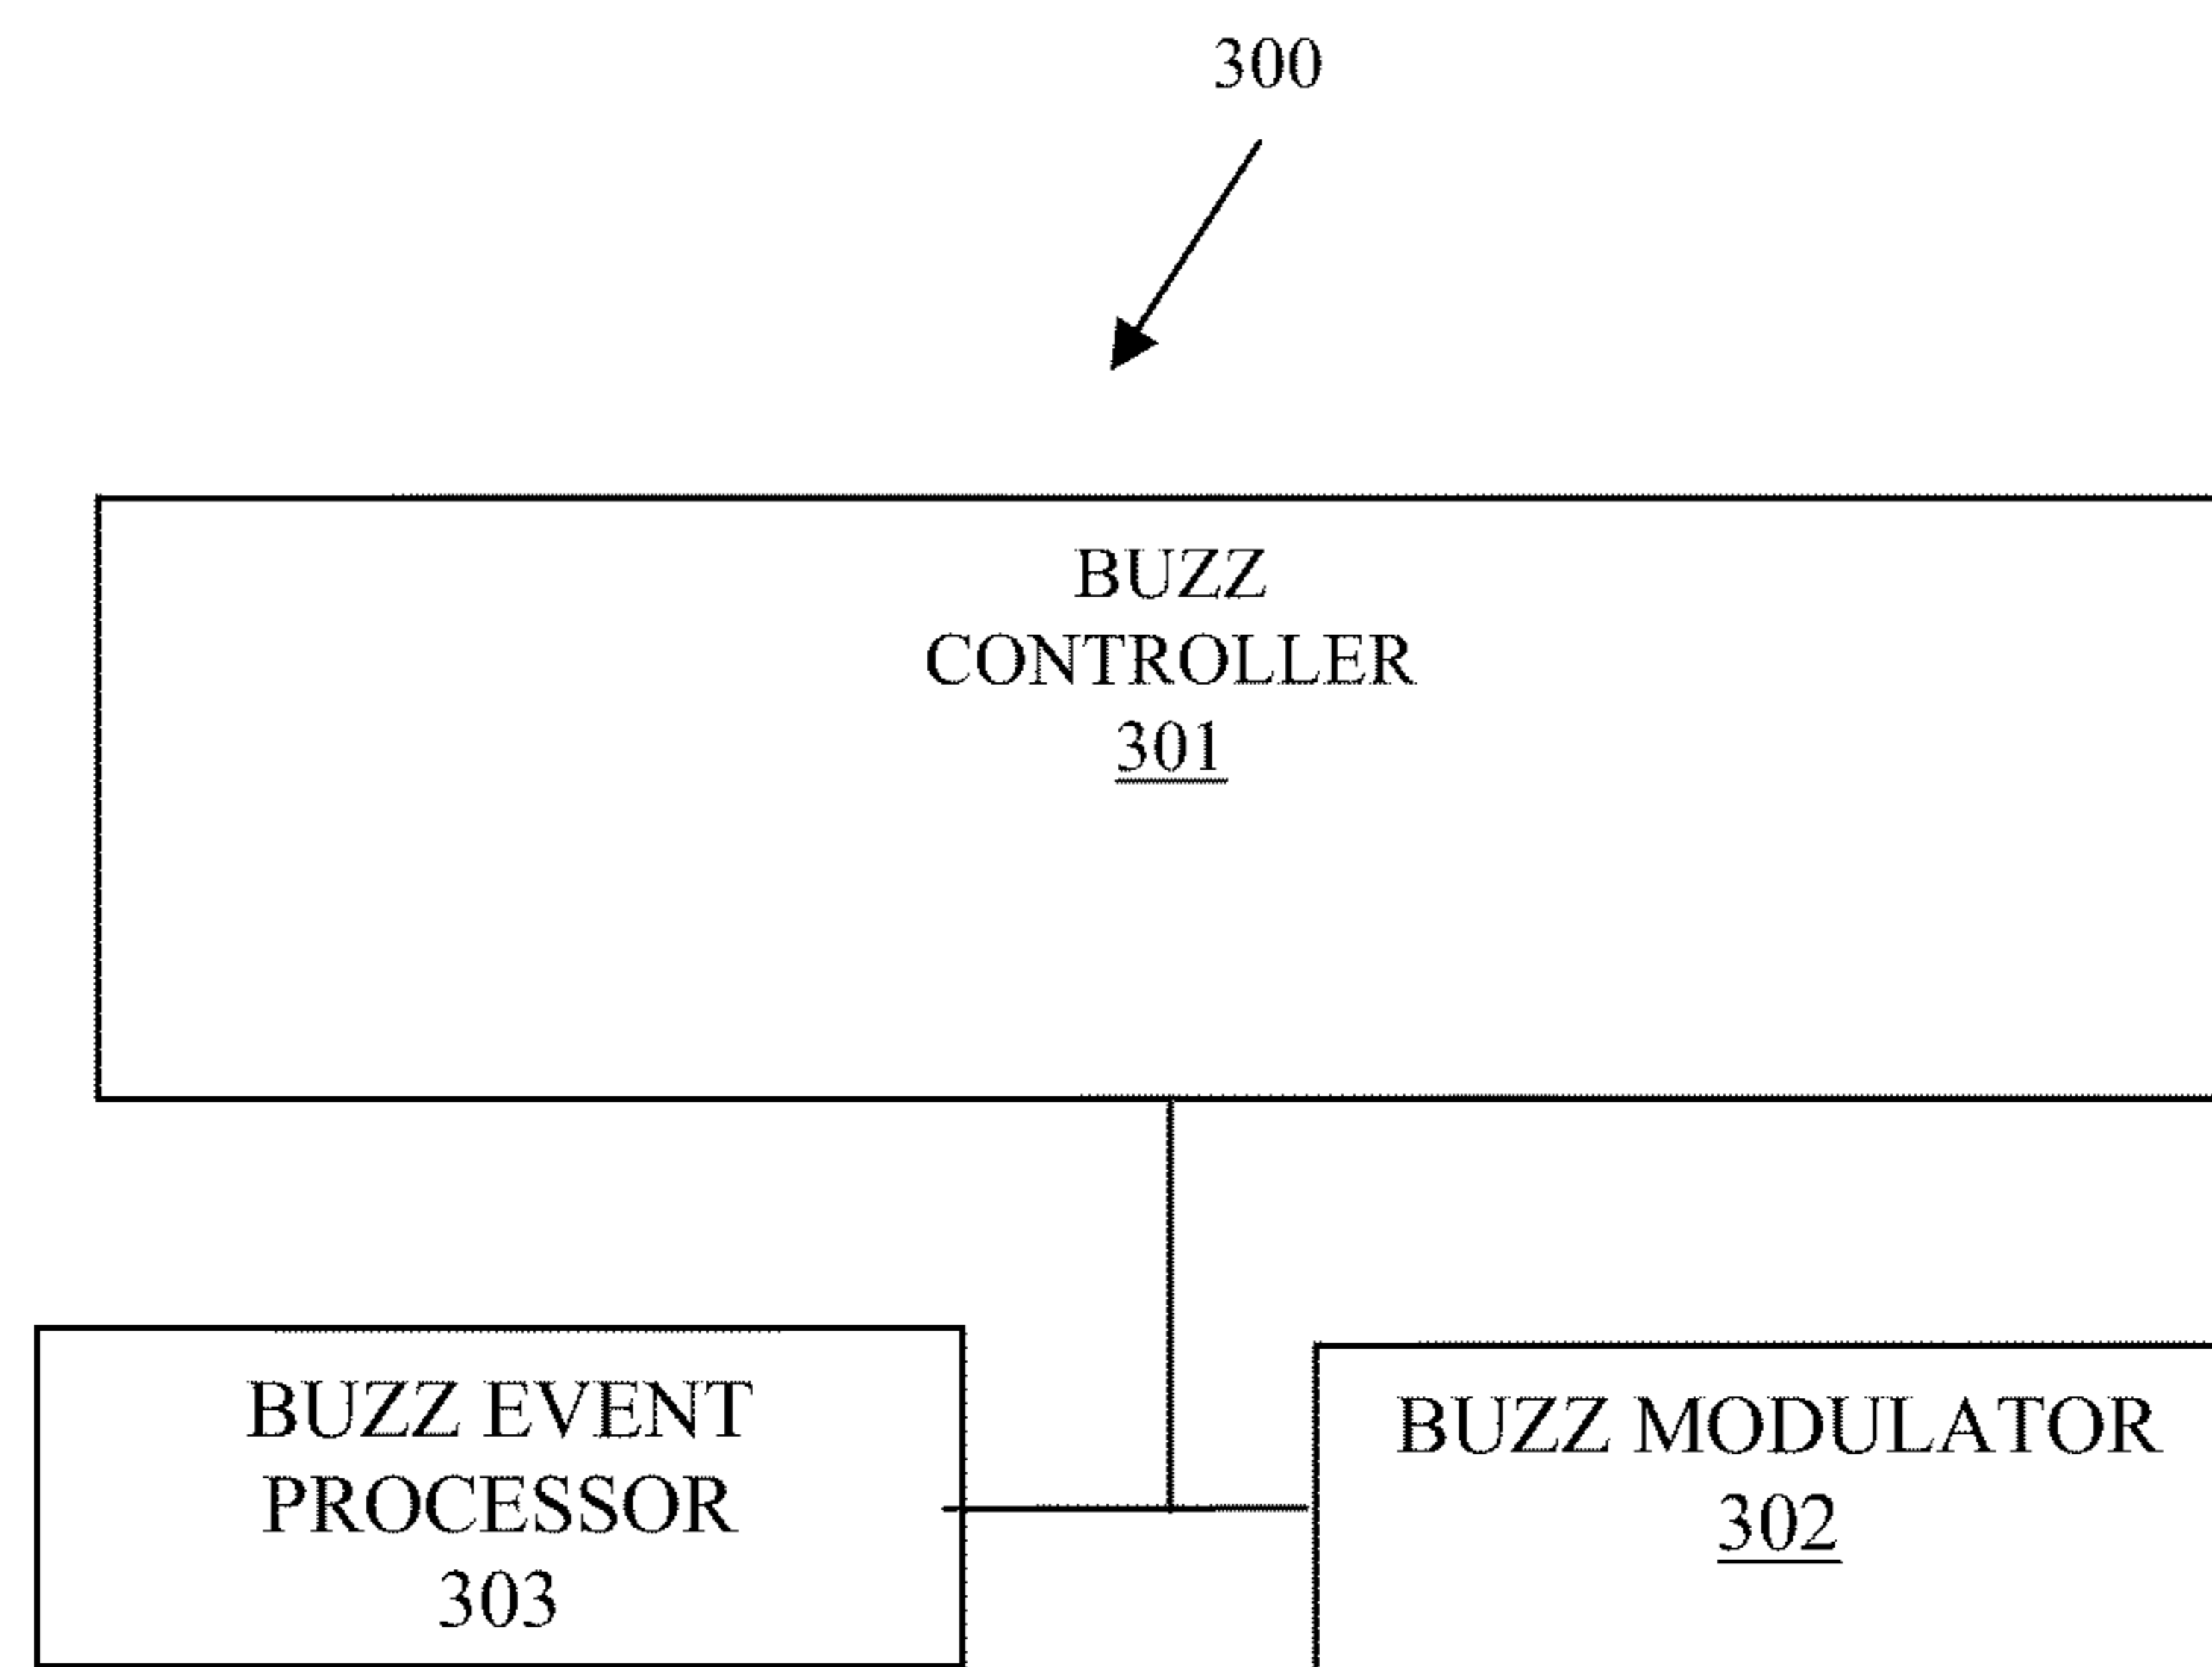 300
BUZZ
CONTROLLER
301
BUZZ EVENT
PROCESSOR
303
BUZZ MODULATOR
302